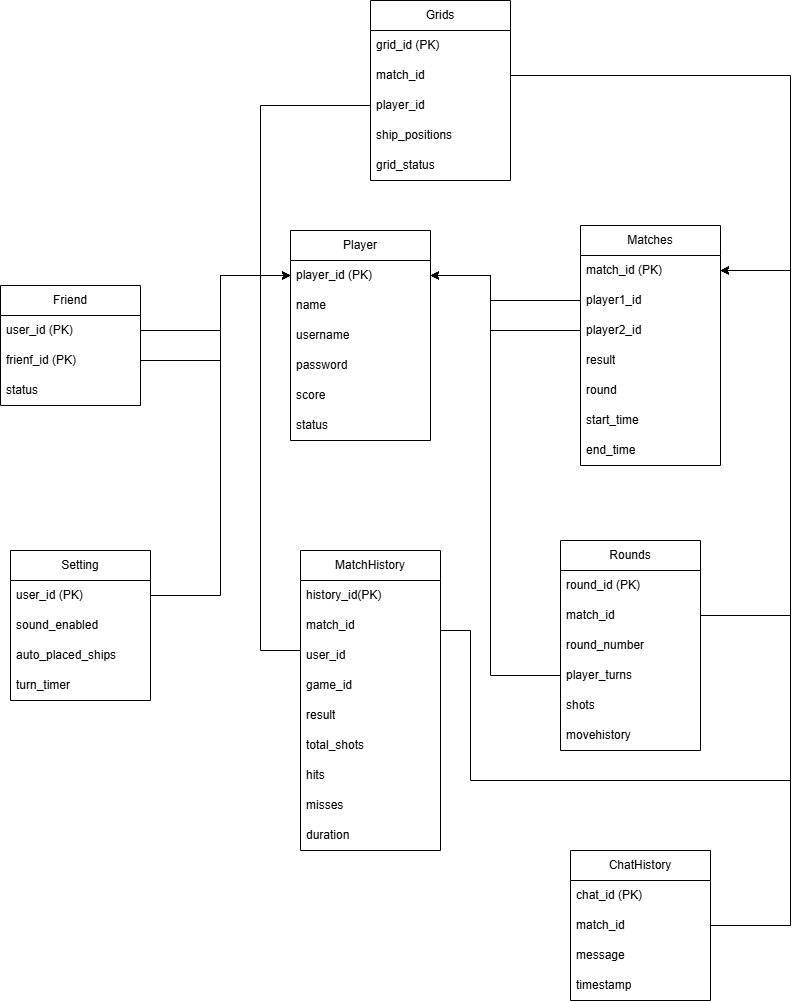 Grids
grid_id (PK)
match_id
player_id
ship_positions
grid_status
Player
player_id (PK)
name
username
password
score
status
Matches
match_id (PK)
player1_id
player2_id
result
round
start_time
end_time
Friend
user_id (PK)
frienf_id (PK)
status
Setting
user_id (PK)
sound_enabled
auto_placed_ships
turn_timer
MatchHistory
history_id(PK)
match_id
user_id
game_id
result
total_shots
hits
misses
duration
Rounds
round_id (PK)
match_id
round_number
player_turns
shots
movehistory
ChatHistory
chat_id (PK)
match_id
message
timestamp